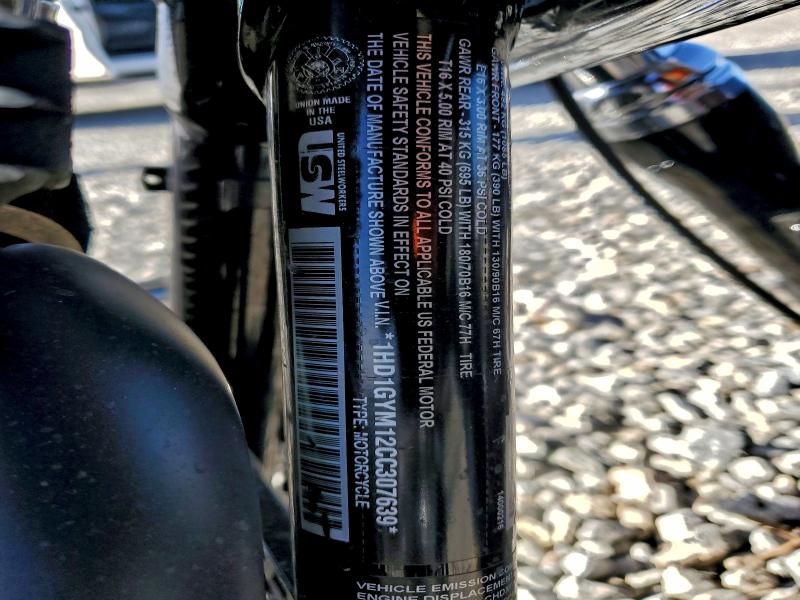 GAWR FRONT - 177 KG (390 LB) WITH 130/90B16 M/C 67H TIRE
E16 X 3.00 RIM AT 36 PSI COLD
GAWR REAR - 315 KG (695 LB) WITH 180/70B16 M/C 77H TIRE
T16 X 5.00 RIM AT 40 PSI COLD
THIS VEHICLE CONFORMS TO ALL APPLICABLE US FEDERAL MOTOR
VEHICLE SAFETY STANDARDS IN EFFECT ON
THE DATE OF MANUFACTURE SHOWN ABOVE V.I.N. *1HD1GYM12CC307639*
TYPE: MOTORCYCLE
UNION MADE
IN THE
USA
UNITED STEELWORKERS
USW
14000216
VEHICLE EMISSION
ENGINE DISPLACEMENT